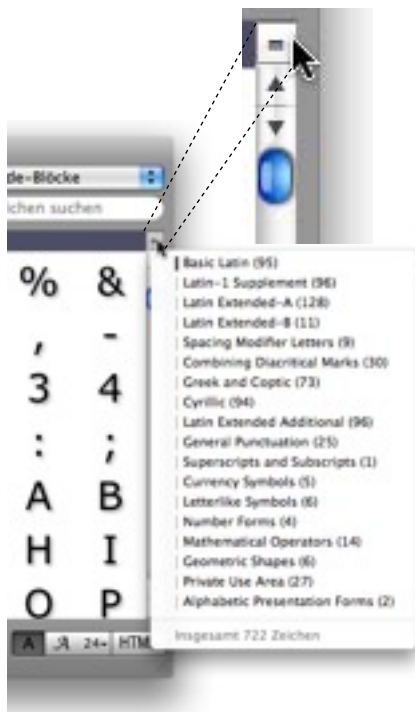 de-Blöcke
ichen suchen
% &
, -
3 4
: ;
A B
H I
O P
A A 24 HTM
Basic Latin (95)
Latin-1 Supplement (96)
Latin Extended-A (128)
Latin Extended-B (11)
Spacing Modifier Letters (9)
Combining Diacritical Marks (30)
Greek and Coptic (73)
Cyrillic (94)
Latin Extended Additional (96)
General Punctuation (25)
Superscripts and Subscripts (1)
Currency Symbols (5)
Letterlike Symbols (6)
Number Forms (4)
Mathematical Operators (14)
Geometric Shapes (6)
Private Use Area (27)
Alphabetic Presentation Forms (2)
Insgesamt 722 Zeichen